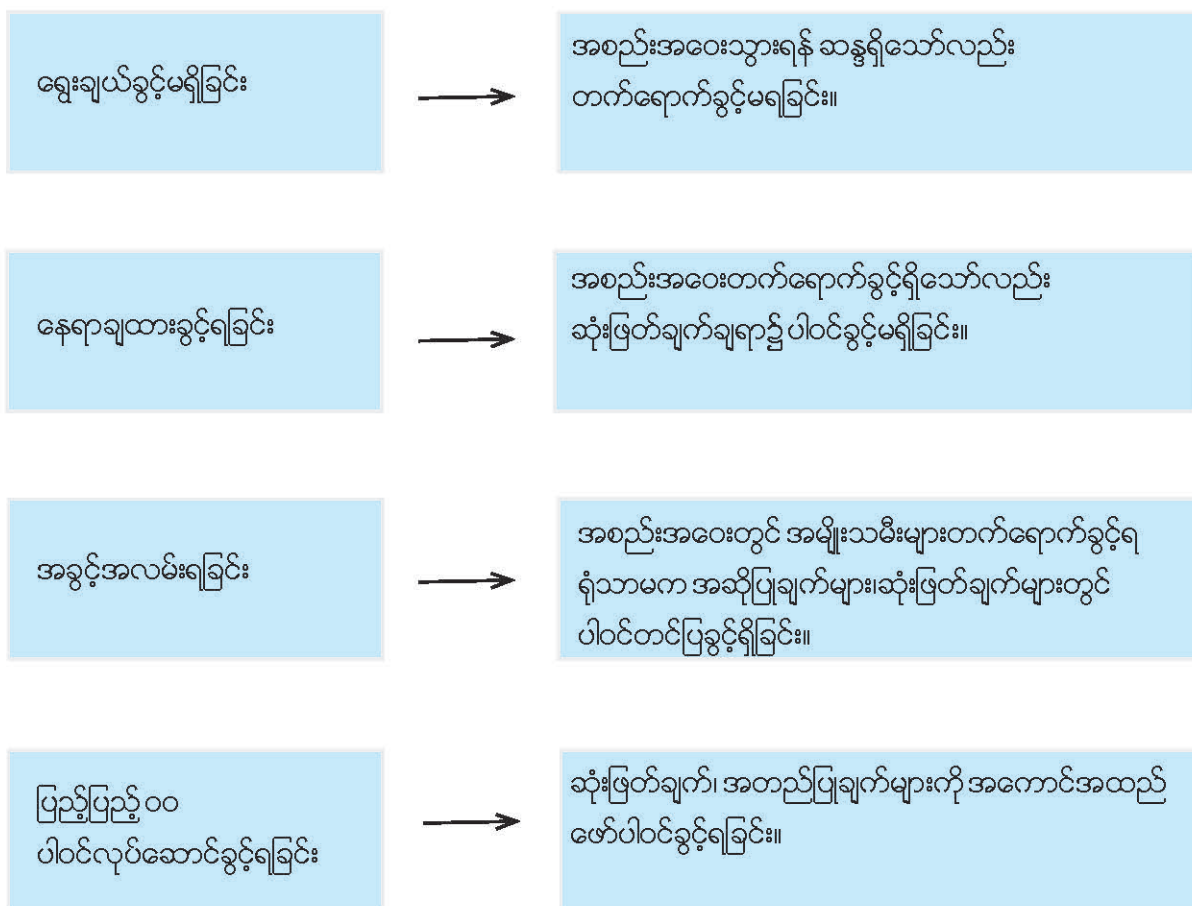 ရွေးချယ်ခွင့်မရှိခြင်း
အစည်းအဝေးသွားရန် ဆန္ဒရှိသော်လည်း
တက်ရောက်ခွင့်မရခြင်း။
နေရာချထားခွင့်ရခြင်း
အစည်းအဝေးတက်ရောက်ခွင့်ရှိသော်လည်း
ဆုံးဖြတ်ချက်ချရာ၌ ပါဝင်ခွင့်မရှိခြင်း။
အခွင့်အလမ်းရခြင်း
အစည်းအဝေးတွင် အမျိုးသမီးများတက်ရောက်ခွင့်ရ
ရုံသာမက အဆိုပြုချက်များ၊ဆုံးဖြတ်ချက်များတွင်
ပါဝင်တင်ပြခွင့်ရှိခြင်း။
ပြည့်ပြည့် ဝဝ
ပါဝင်လုပ်ဆောင်ခွင့်ရခြင်း
ဆုံးဖြတ်ချက်၊ အတည်ပြုချက်များကို အကောင်အထည်
ဖော်ပါဝင်ခွင့်ရခြင်း။